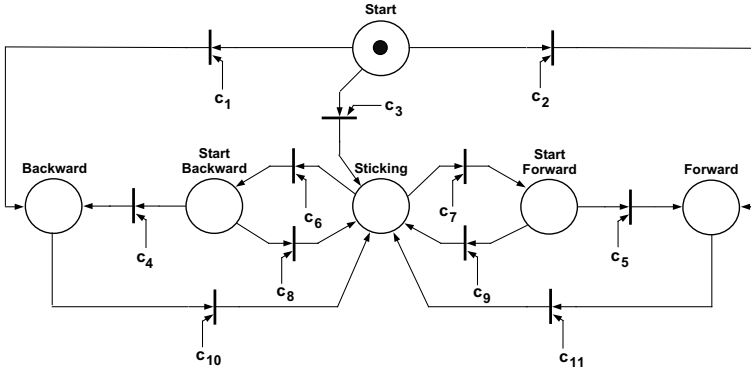 Start
c1
c2
c3
Backward
Start
Backward
Sticking
Start
Forward
Forward
c6
c7
c4
c8
c9
c5
c10
c11